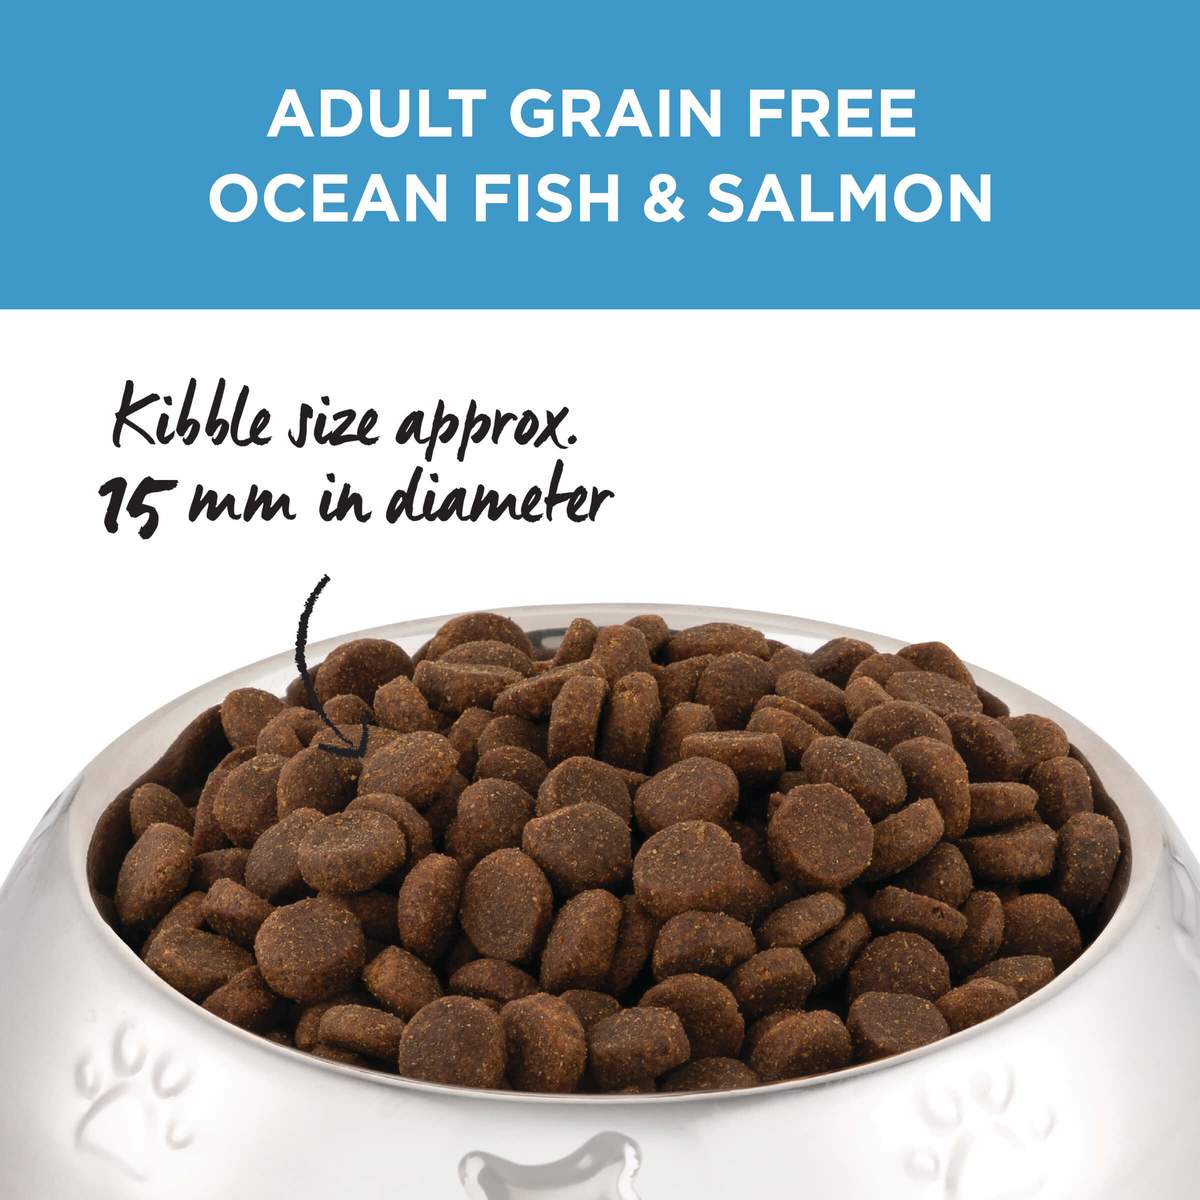 ADULT GRAIN FREE
OCEAN FISH & SALMON
Kibble size approx.
15 mm in diameter